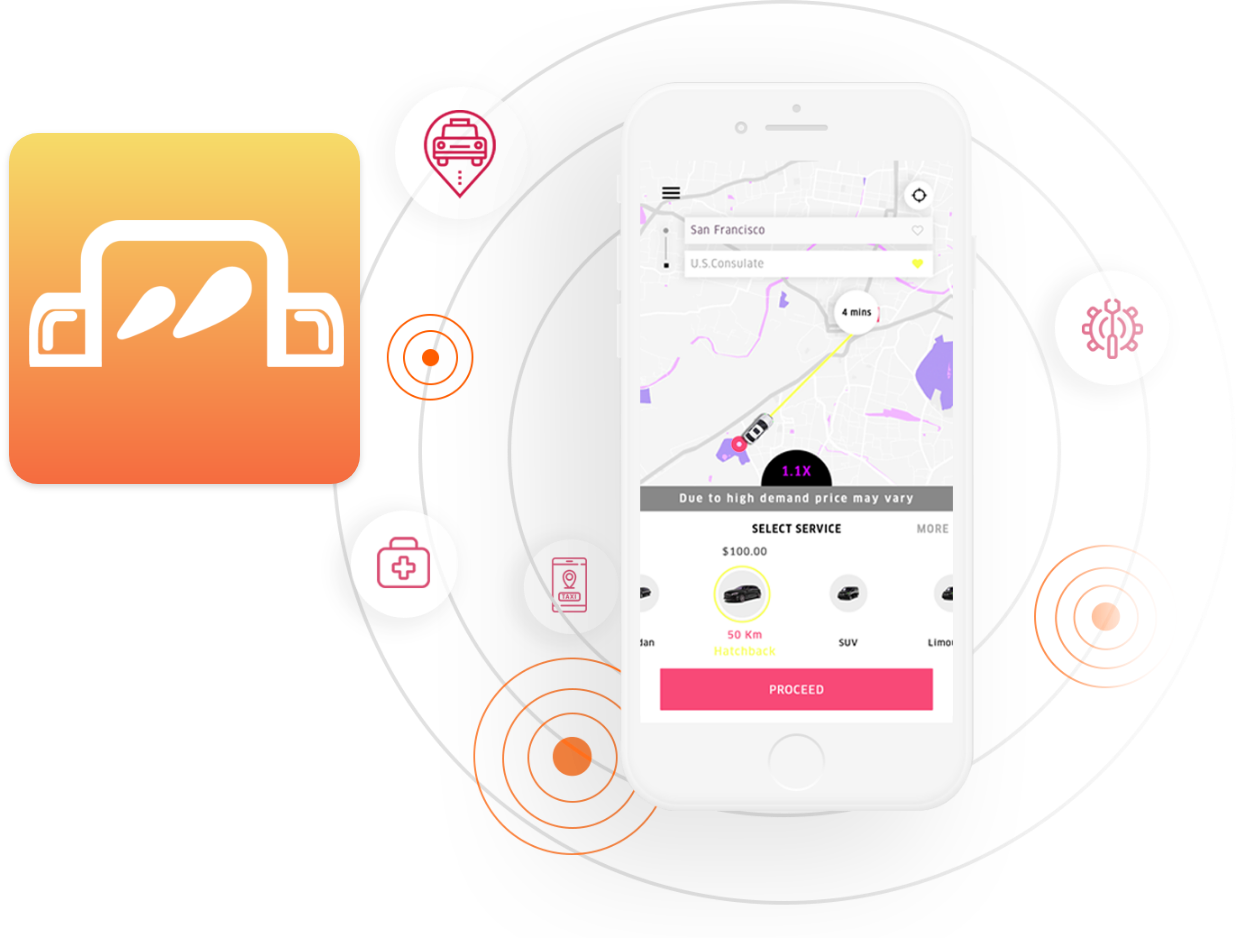 San Francisco
U.S.Consulate
4 mins
1.1X
Due to high demand price may vary
SELECT SERVICE
MORE
$100.00
50 Km
dan
Hatchback
SUV
Limo
PROCEED
TAXI